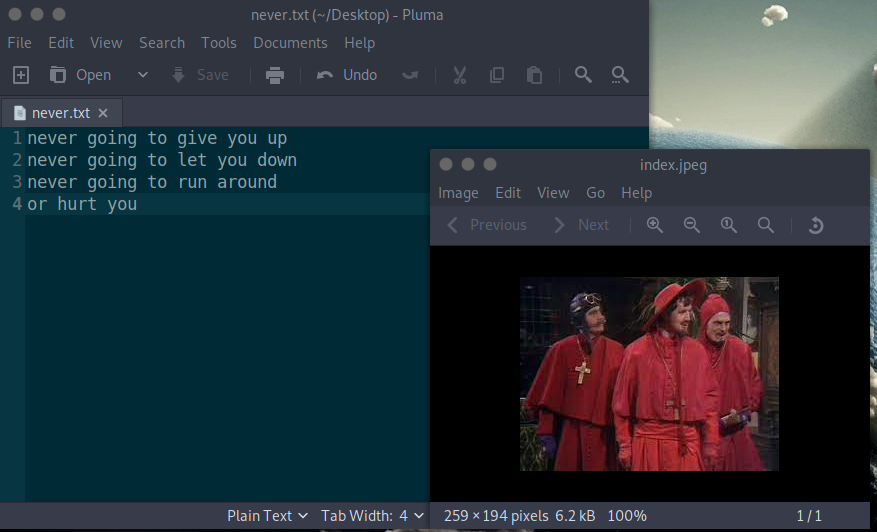 never.txt (~/Desktop) - Pluma
File Edit View Search Tools Documents Help
Open Save Undo
never.txt
1 never going to give you up
2 never going to let you down
3 never going to run around
4 or hurt you
Plain Text Tab Width: 4
index.jpeg
Image Edit View Go Help
Previous Next
259 × 194 pixels 6.2 kB 100% 1 / 1